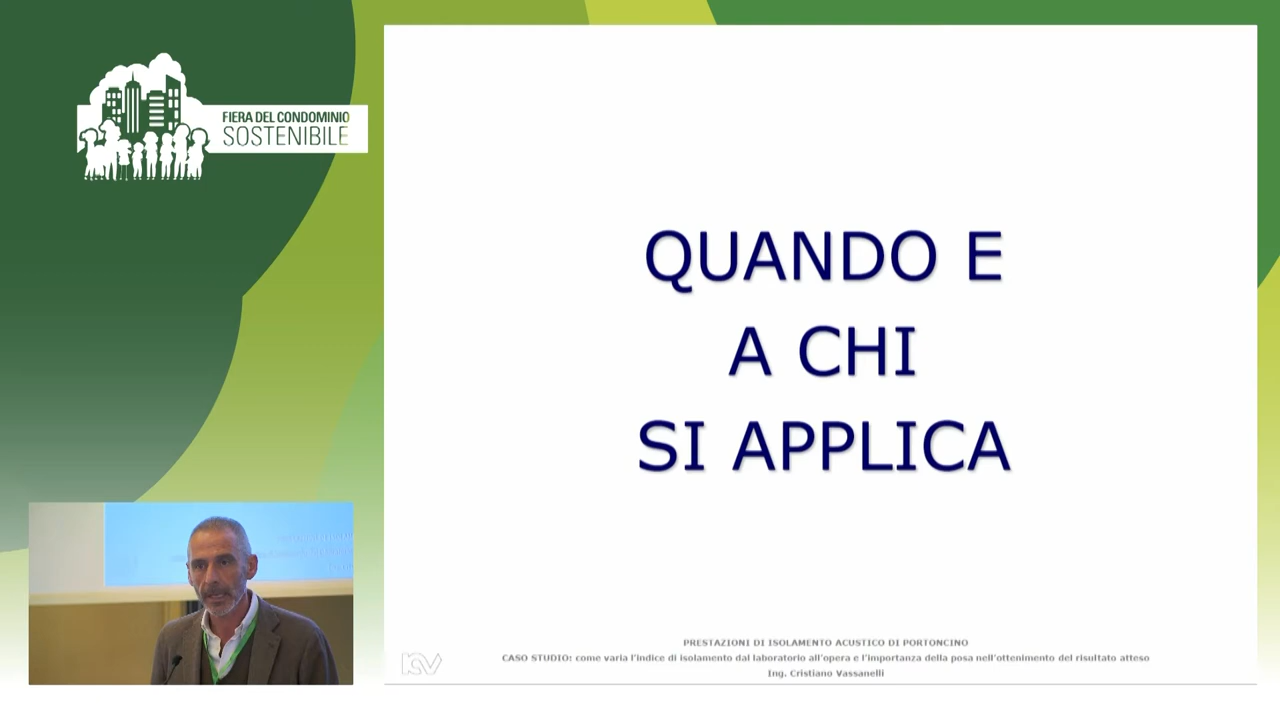 FIERA DEL CONDOMINIO
SOSTENIBILE
QUANDO E
A CHI
SI APPLICA
PRESTAZIONI DI ISOLAMENTO ACUSTICO DI PORTONCINO
CASO STUDIO: come varia l'indice di isolamento dal laboratorio all'opera e l'importanza della posa nell'ottenimento del risultato atteso
Ing. Cristiano Vassanelli